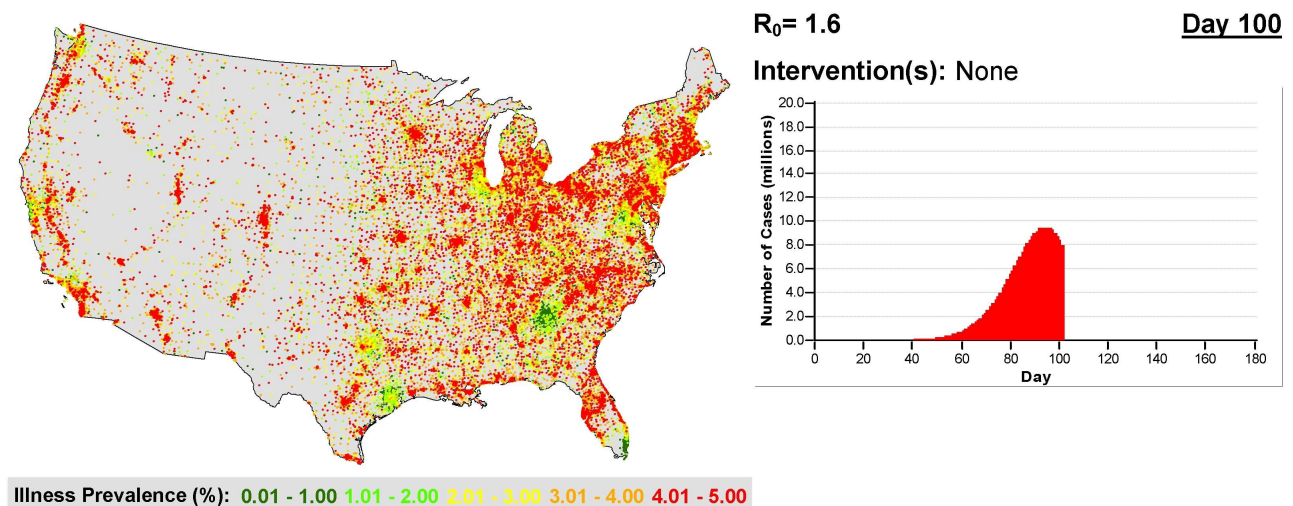 R₀= 1.6 Day 100
Intervention(s): None
Number of Cases (millions)
20.0
18.0
16.0
14.0
12.0
10.0
8.0
6.0
4.0
2.0
0.0
0 20 40 60 80 100 120 140 160 180
Day
Illness Prevalence (%): 0.01 - 1.00 1.01 - 2.00 2.01 - 3.00 3.01 - 4.00 4.01 - 5.00